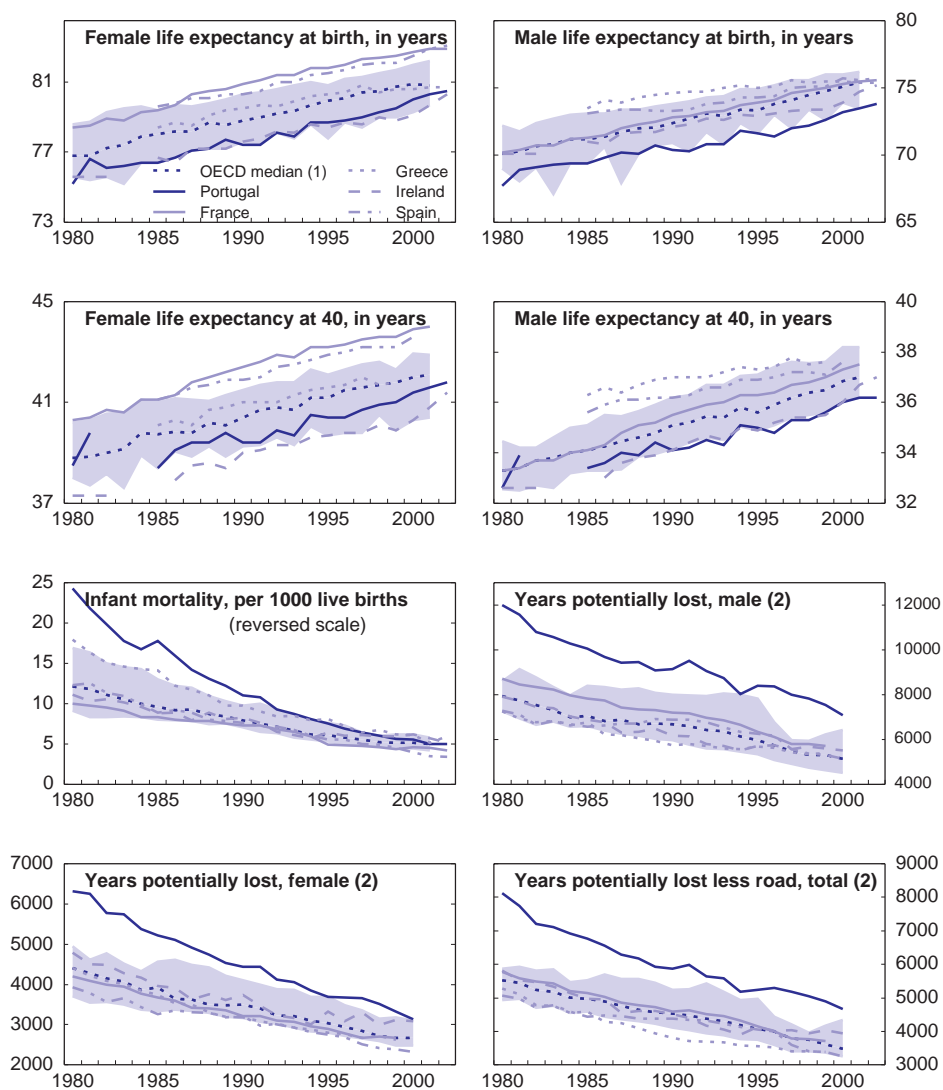 Female life expectancy at birth, in years
81
77
73
OECD median (1)
Portugal
France
Greece
Ireland
Spain
1980 1985 1990 1995 2000
Male life expectancy at birth, in years
80
75
70
65
1980 1985 1990 1995 2000
Female life expectancy at 40, in years
45
41
37
1980 1985 1990 1995 2000
Male life expectancy at 40, in years
40
38
36
34
32
1980 1985 1990 1995 2000
Infant mortality, per 1000 live births
(reversed scale)
25
20
15
10
5
0
1980 1985 1990 1995 2000
Years potentially lost, male (2)
12000
10000
8000
6000
4000
1980 1985 1990 1995 2000
Years potentially lost, female (2)
7000
6000
5000
4000
3000
2000
1980 1985 1990 1995 2000
Years potentially lost less road, total (2)
9000
8000
7000
6000
5000
4000
3000
1980 1985 1990 1995 2000